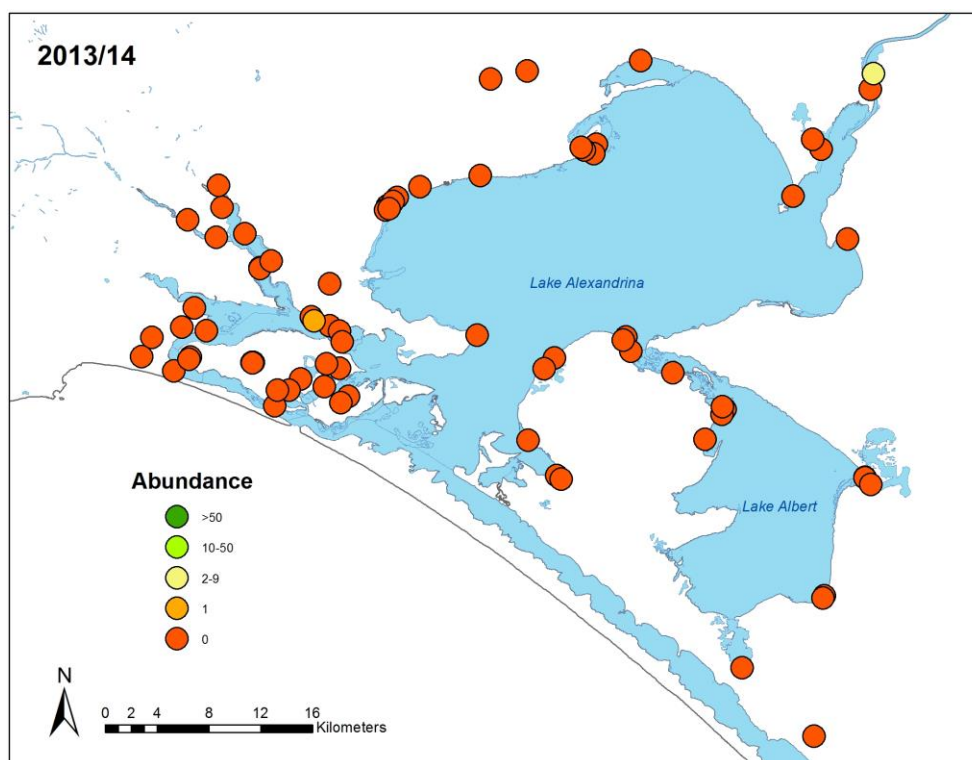 2013/14
Lake Alexandrina
Lake Albert
Abundance
>50
10-50
2-9
1
0
N
0 2 4 8 12 16
Kilometers